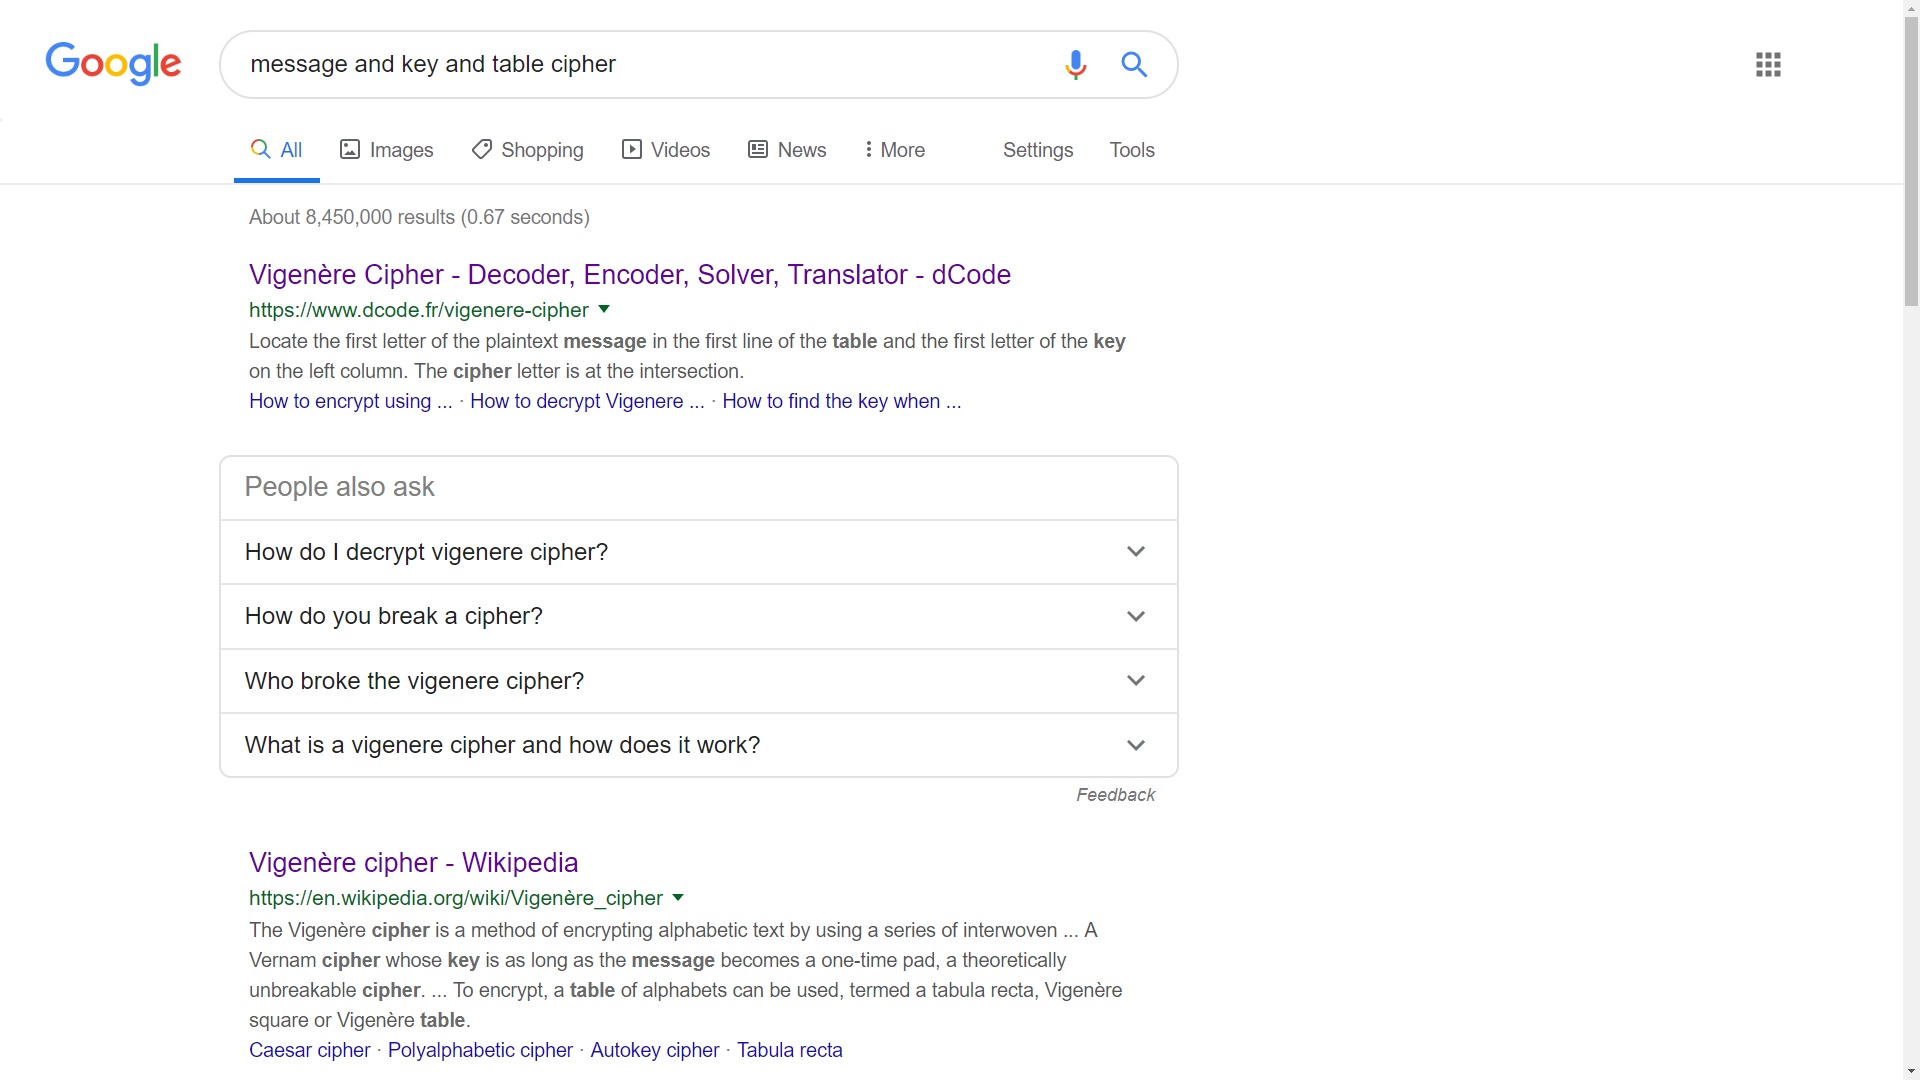 Google
message and key and table cipher
All
Images
Shopping
Videos
News
More
Settings
Tools
About 8,450,000 results (0.67 seconds)
Vigenère Cipher - Decoder, Encoder, Solver, Translator - dCode
https://www.dcode.fr/vigenere-cipher
Locate the first letter of the plaintext message in the first line of the table and the first letter of the key
on the left column. The cipher letter is at the intersection.
How to encrypt using ... · How to decrypt Vigenere ... · How to find the key when ...
People also ask
How do I decrypt vigenere cipher?
How do you break a cipher?
Who broke the vigenere cipher?
What is a vigenere cipher and how does it work?
Feedback
Vigenère cipher - Wikipedia
https://en.wikipedia.org/wiki/Vigenère_cipher
The Vigenère cipher is a method of encrypting alphabetic text by using a series of interwoven ... A
Vernam cipher whose key is as long as the message becomes a one-time pad, a theoretically
unbreakable cipher. ... To encrypt, a table of alphabets can be used, termed a tabula recta, Vigenère
square or Vigenère table.
Caesar cipher · Polyalphabetic cipher · Autokey cipher · Tabula recta